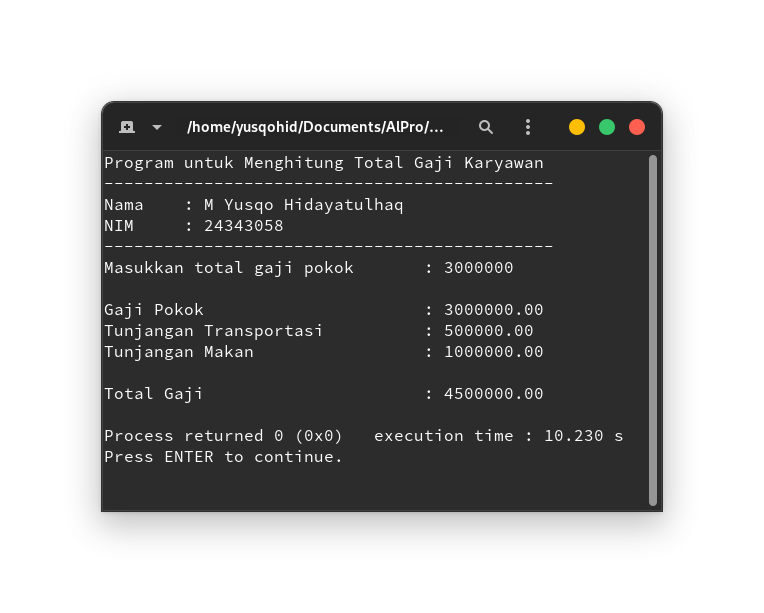 /home/yusqohid/Documents/AlPro/...
Program untuk Menghitung Total Gaji Karyawan
---------------------------------------------
Nama    : M Yusqo Hidayatulhaq
NIM     : 24343058
---------------------------------------------
Masukkan total gaji pokok       : 3000000
Gaji Pokok                      : 3000000.00
Tunjangan Transportasi          : 500000.00
Tunjangan Makan                 : 1000000.00
Total Gaji                      : 4500000.00
Process returned 0 (0x0)   execution time : 10.230 s
Press ENTER to continue.